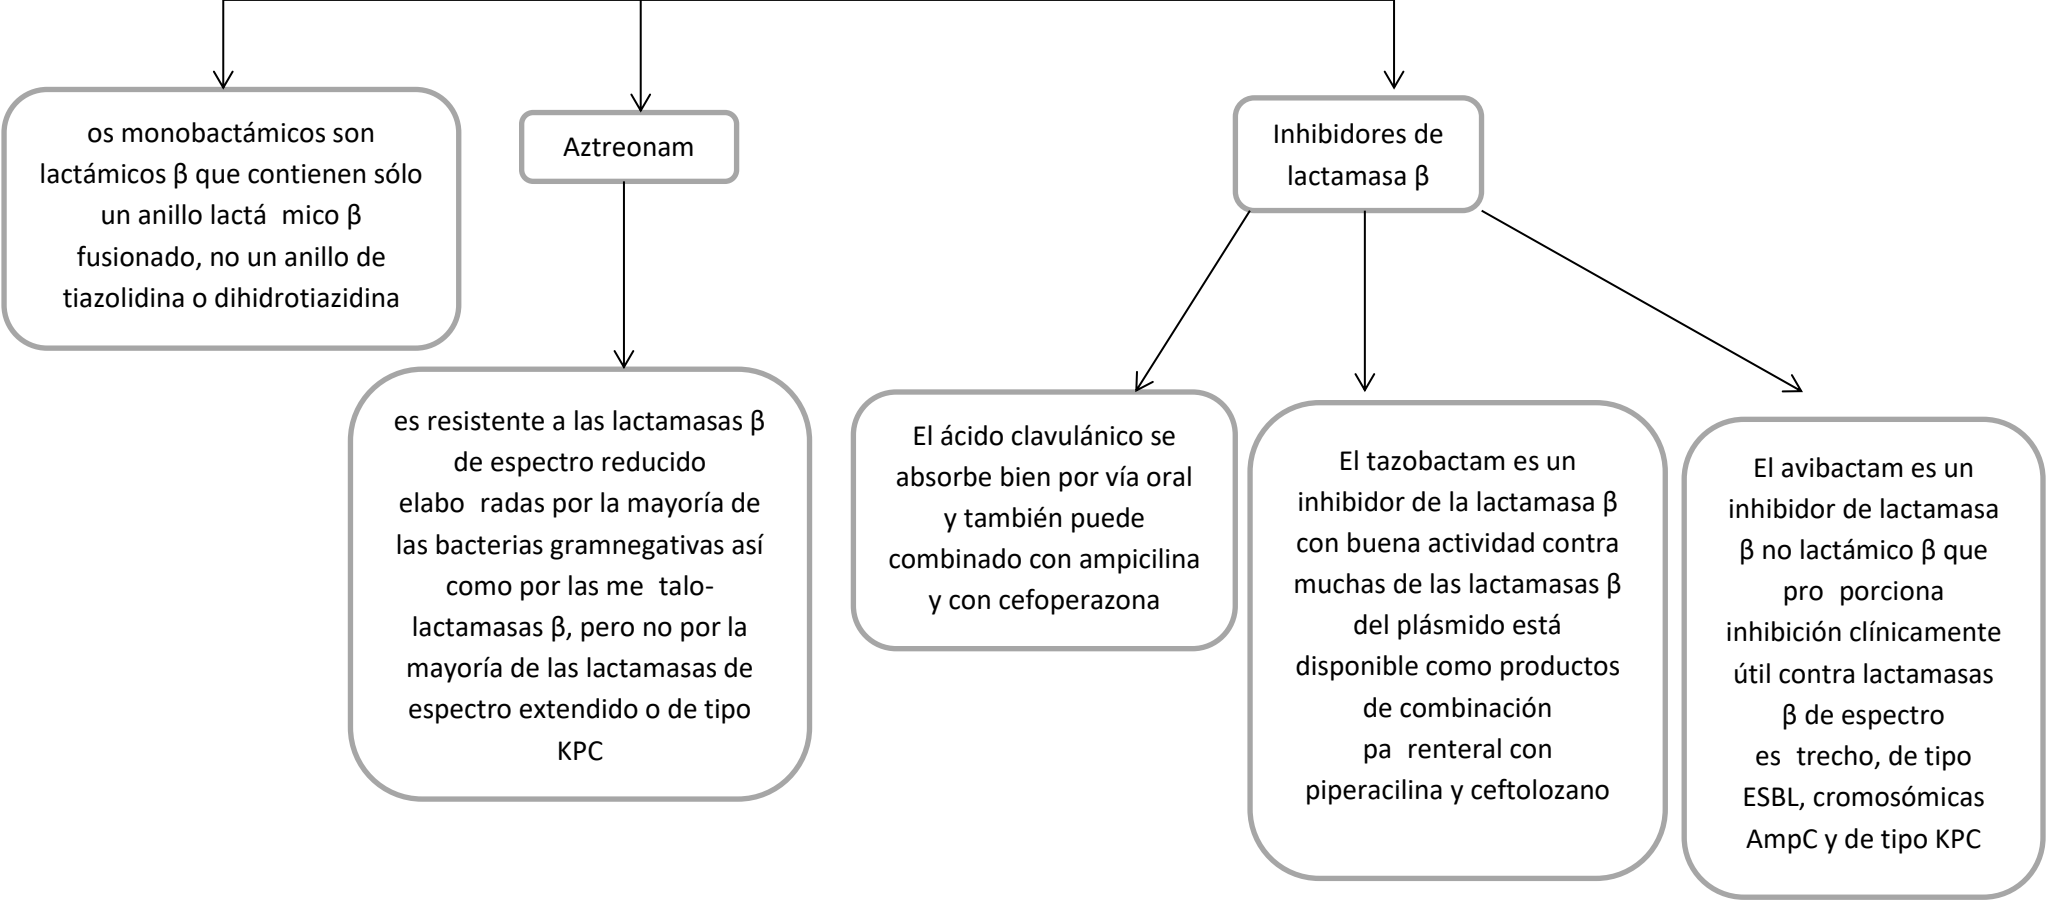 os monobactámicos son
lactámicos β que contienen sólo
un anillo lactá mico β
fusionado, no un anillo de
tiazolidina o dihidrotiazidina
Aztreonam
Inhibidores de
lactamasa β
es resistente a las lactamasas β
de espectro reducido
elabo radas por la mayoría de
las bacterias gramnegativas así
como por las me talo-
lactamasas β, pero no por la
mayoría de las lactamasas de
espectro extendido o de tipo
KPC
El ácido clavulánico se
absorbe bien por vía oral
y también puede
combinado con ampicilina
y con cefoperazona
El tazobactam es un
inhibidor de la lactamasa β
con buena actividad contra
muchas de las lactamasas β
del plásmido está
disponible como productos
de combinación
pa renteral con
piperacilina y ceftolozano
El avibactam es un
inhibidor de lactamasa
β no lactámico β que
pro porciona
inhibición clínicamente
útil contra lactamasas
β de espectro
es trecho, de tipo
ESBL, cromosómicas
AmpC y de tipo KPC